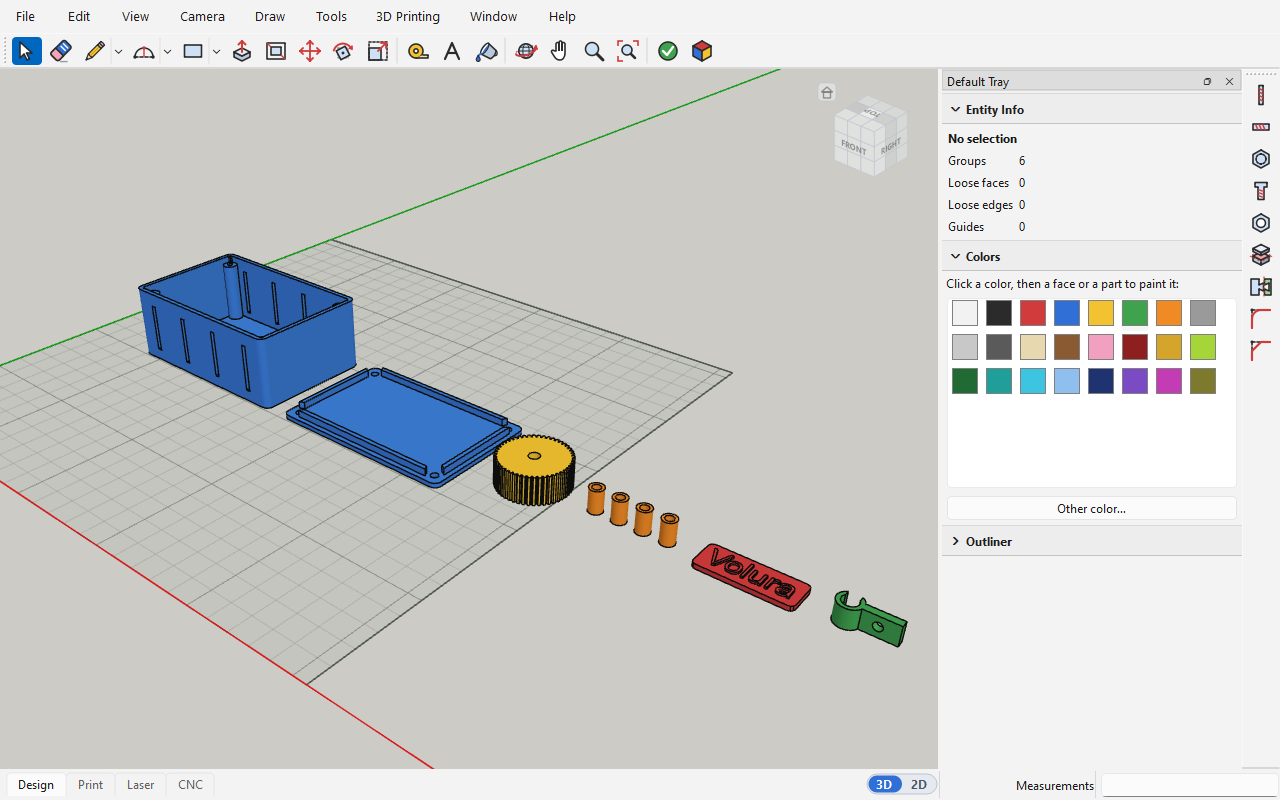 File Edit View Camera Draw Tools 3D Printing Window Help
Default Tray
Entity Info
No selection
Groups 6
Loose faces 0
Loose edges 0
Guides 0
Colors
Click a color, then a face or a part to paint it:
Other color...
Outliner
TOP
FRONT RIGHT
Volura
Design Print Laser CNC 3D 2D Measurements